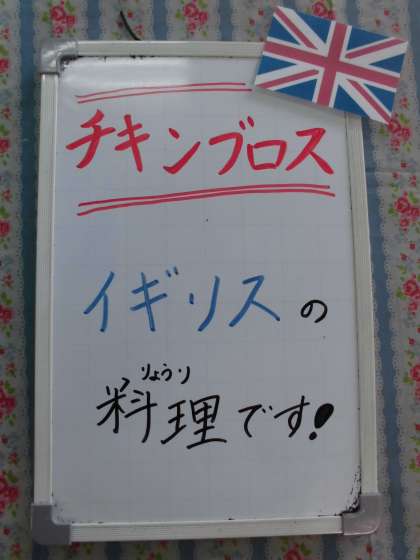 チキンブロス
イギリスの
りょうり
料理です!